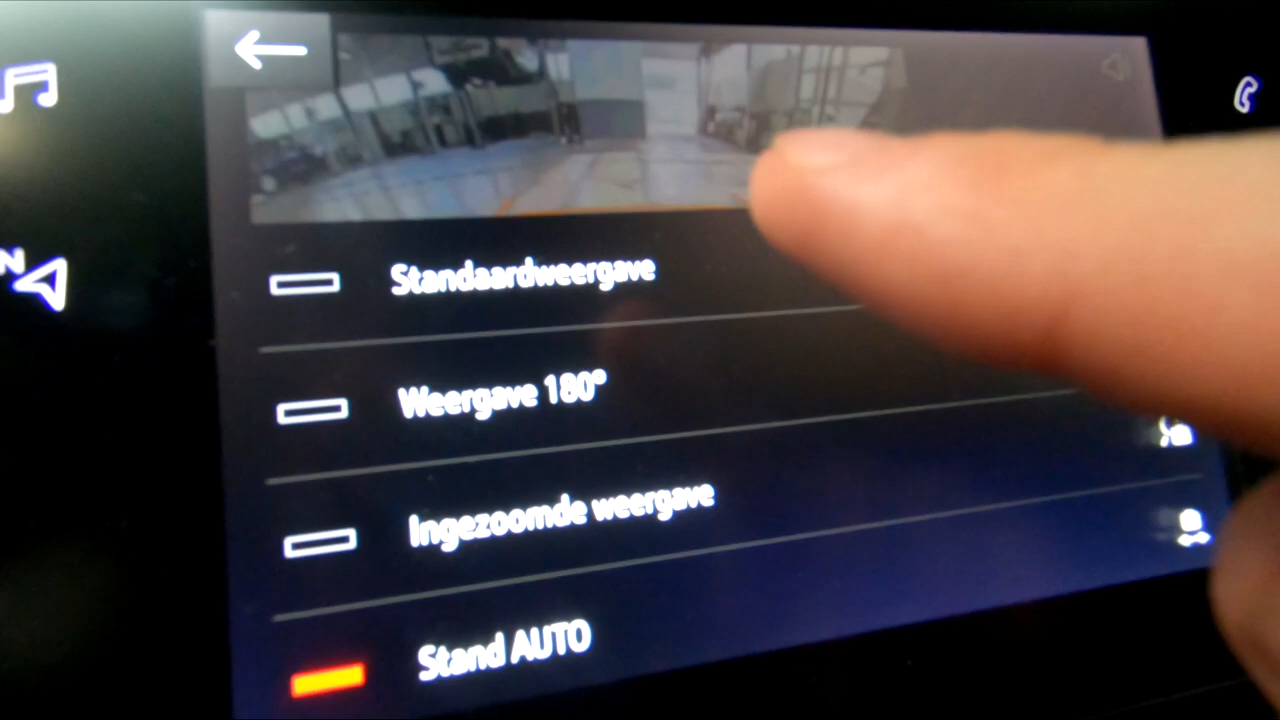 N
Standaardweergave
Weergave 180°
Ingezoomde weergave
Stand AUTO